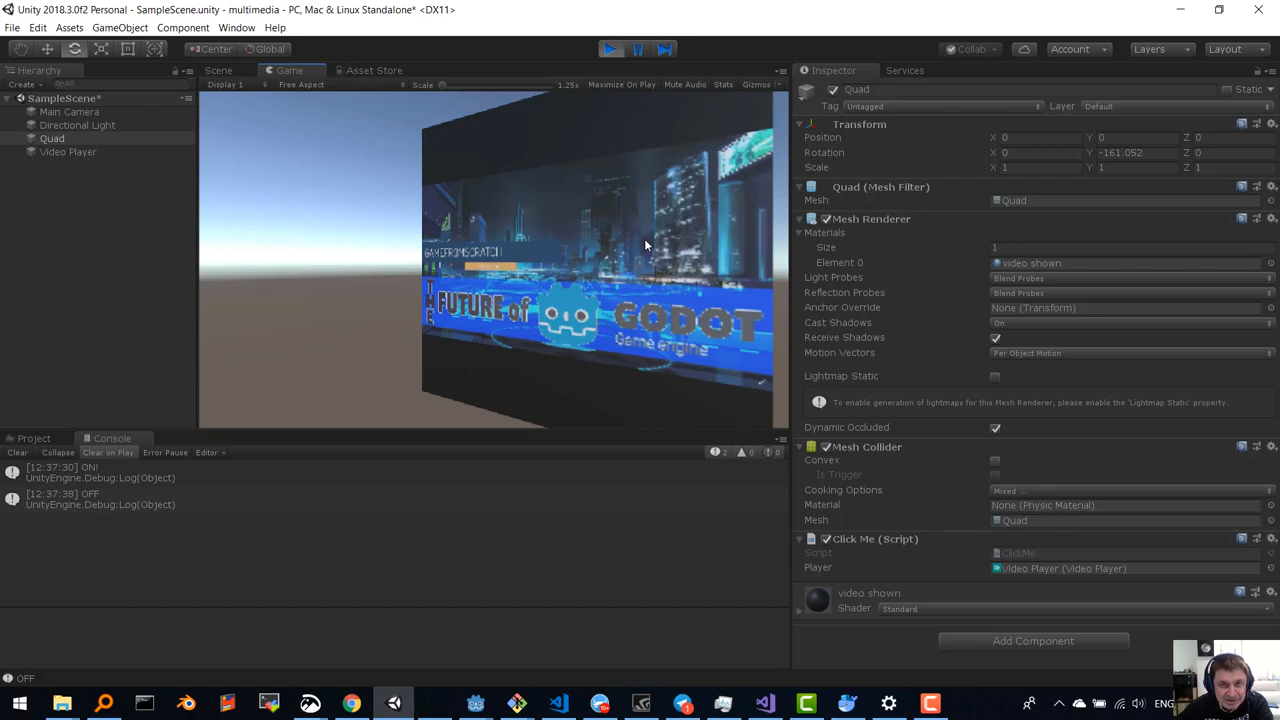 Unity 2018.3.0f2 Personal - SampleScene.unity - multimedia - PC, Mac & Linux Standalone* <DX11>
File Edit Assets GameObject Component Window Help
Center Global Collab Account Layers Layout
Hierarchy Scene Game Asset Store Inspector Services
Create All Display 1 Free Aspect Scale 1.25x Maximize On Play Mute Audio Stats Gizmos
SampleScene*
Main Camera
Directional Light
Quad
Video Player
GAMEFROMSCRATCH
THE
FUTURE of GODOT
Game engine
Quad Static
Tag Untagged Layer Default
Transform
Position X 0 Y 0 Z 0
Rotation X 0 Y -161.052 Z 0
Scale X 1 Y 1 Z 1
Quad (Mesh Filter)
Mesh Quad
Mesh Renderer
Materials
Size 1
Element 0 video shown
Light Probes Blend Probes
Reflection Probes Blend Probes
Anchor Override None (Transform)
Cast Shadows On
Receive Shadows
Motion Vectors Per Object Motion
Lightmap Static
To enable generation of lightmaps for this Mesh Renderer, please enable the 'Lightmap Static' property.
Dynamic Occluded
Mesh Collider
Convex
Is Trigger
Cooking Options Mixed ...
Material None (Physic Material)
Mesh Quad
Click Me (Script)
Script ClickMe
Player Video Player (Video Player)
video shown
Shader Standard
Add Component
Project Console
Clear Collapse Clear on Play Error Pause Editor 2 0 0
[12:37:30] ON!
UnityEngine.Debug:Log(Object)
[12:37:38] OFF
UnityEngine.Debug:Log(Object)
OFF
10+
ENG